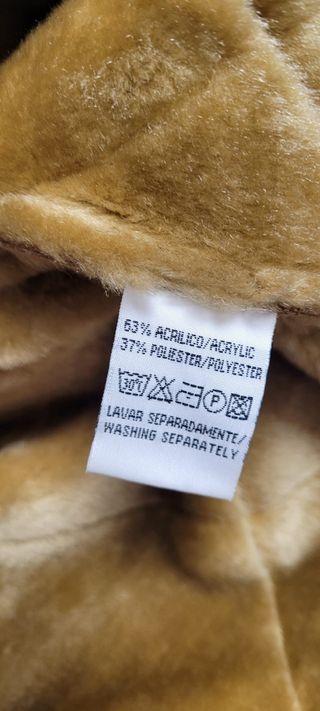 63% ACRILICO/ACRYLIC
37% POLIESTER/POLYESTER
30°C P
LAVAR SEPARADAMENTE/
WASHING SEPARATELY